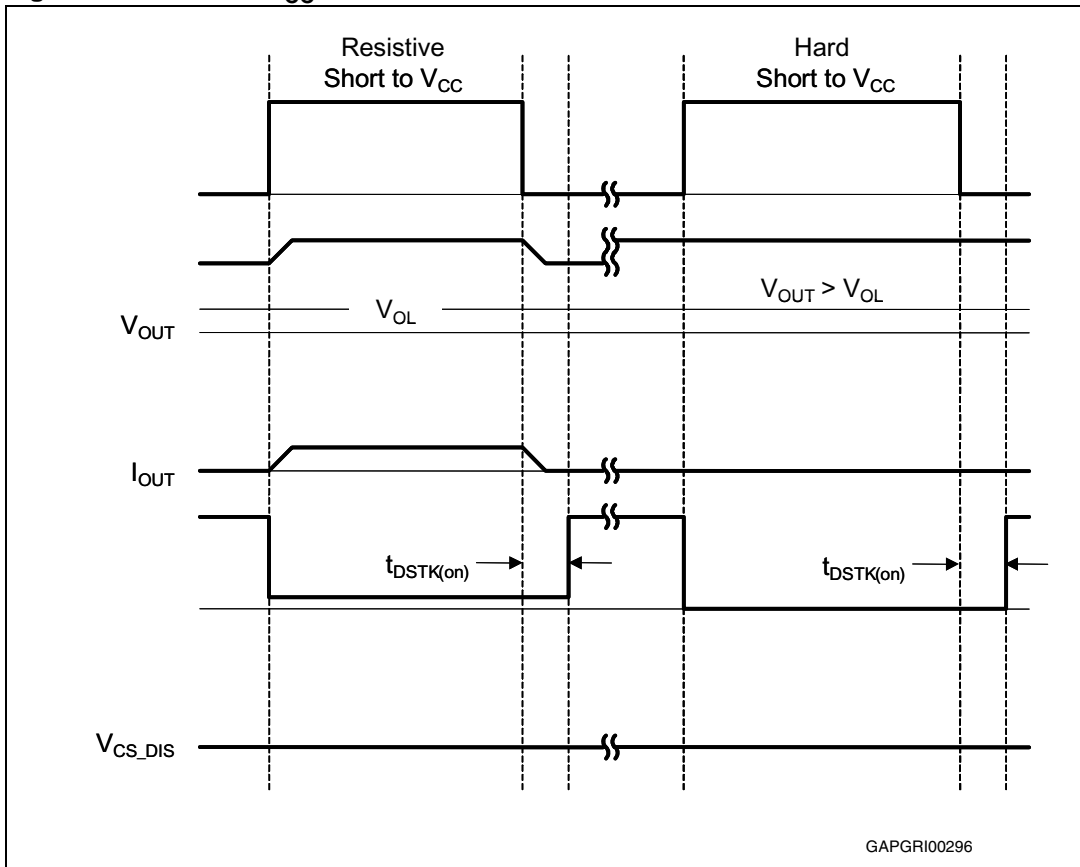 Resistive
Short to VCC
Hard
Short to VCC
VOUT
VOL
VOUT > VOL
IOUT
tDSTK(on)
tDSTK(on)
VCS_DIS
GAPGRI00296